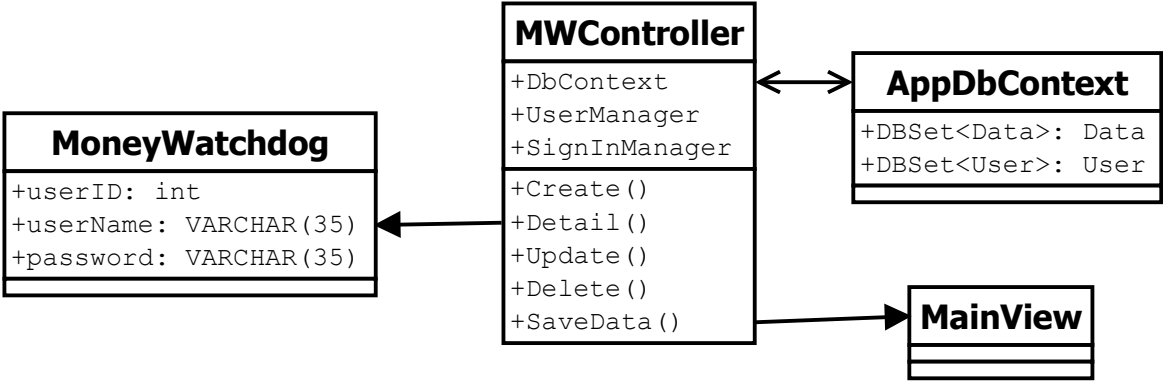 MoneyWatchdog
+userID: int
+userName: VARCHAR(35)
+password: VARCHAR(35)
MWController
+DbContext
+UserManager
+SignInManager
+Create()
+Detail()
+Update()
+Delete()
+SaveData()
AppDbContext
+DBSet<Data>: Data
+DBSet<User>: User
MainView